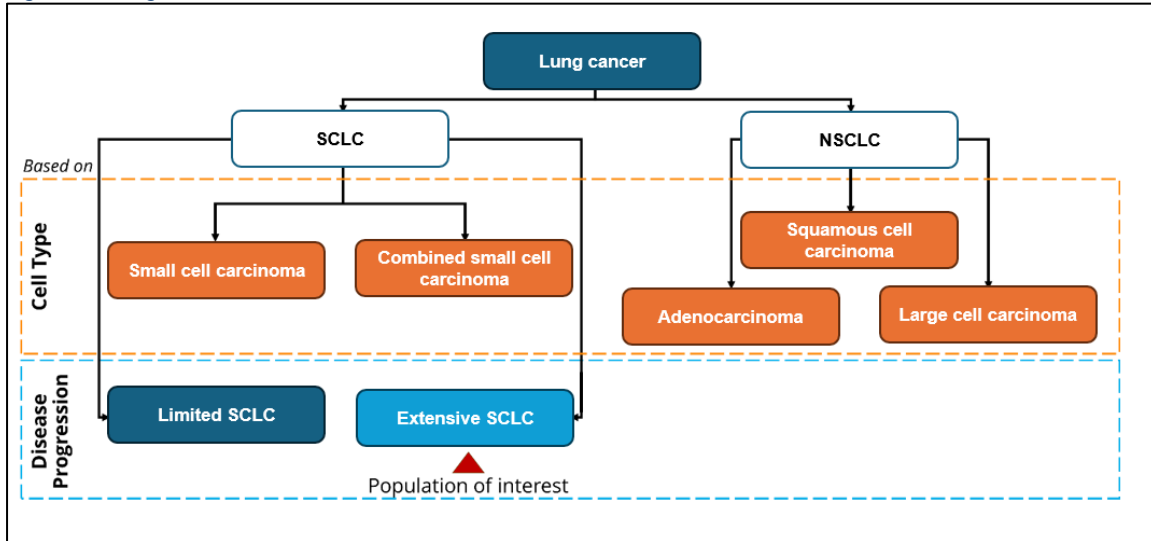 Lung cancer
SCLC
NSCLC
Based on
Cell Type
Small cell carcinoma
Combined small cell
carcinoma
Squamous cell
carcinoma
Adenocarcinoma
Large cell carcinoma
Disease
Progression
Limited SCLC
Extensive SCLC
Population of interest